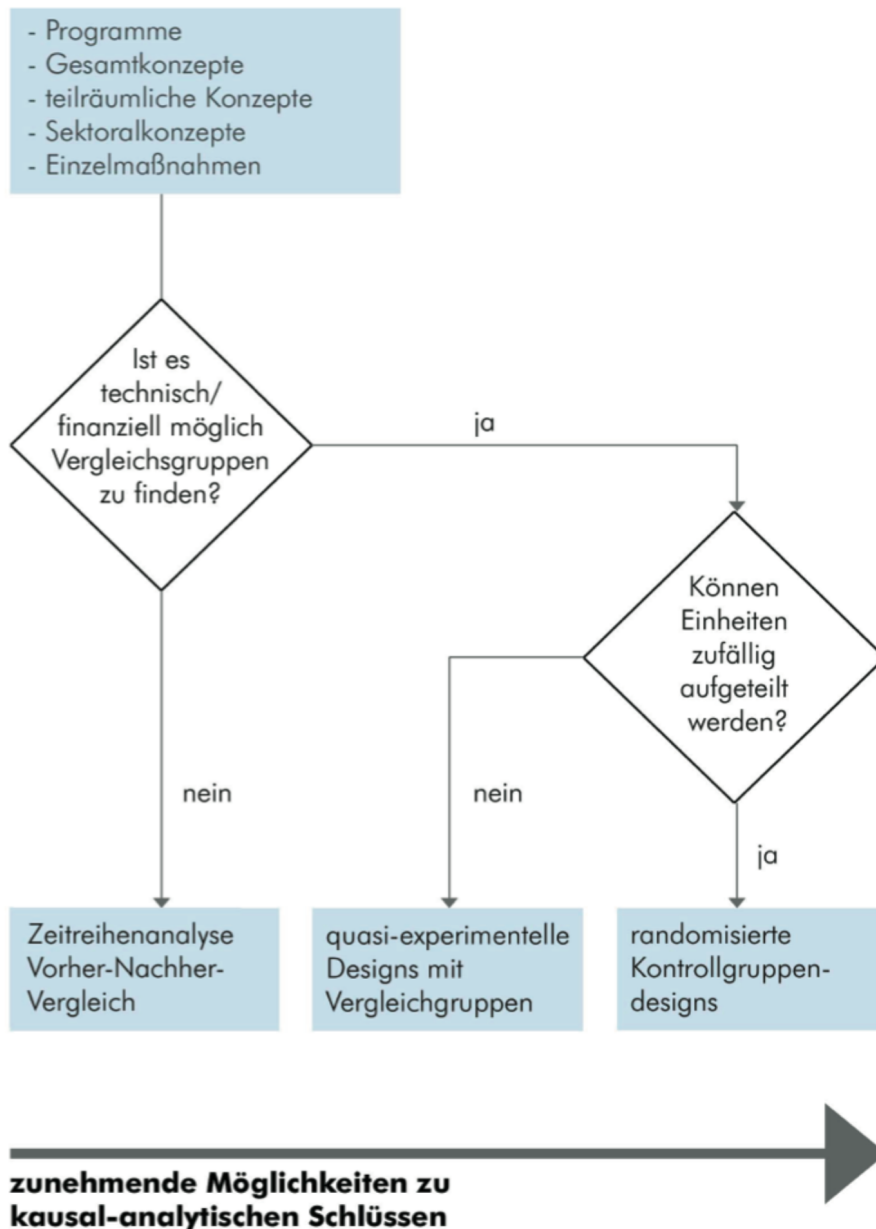 - Programme
- Gesamtkonzepte
- teilräumliche Konzepte
- Sektoralkonzepte
- Einzelmaßnahmen
Ist es
technisch/
finanziell möglich
Vergleichsgruppen
zu finden?
ja
Können
Einheiten
zufällig
aufgeteilt
werden?
nein
nein
ja
Zeitreihenanalyse
Vorher-Nachher-
Vergleich
quasi-experimentelle
Designs mit
Vergleichgruppen
randomisierte
Kontrollgruppen-
designs
zunehmende Möglichkeiten zu
kausal-analytischen Schlüssen